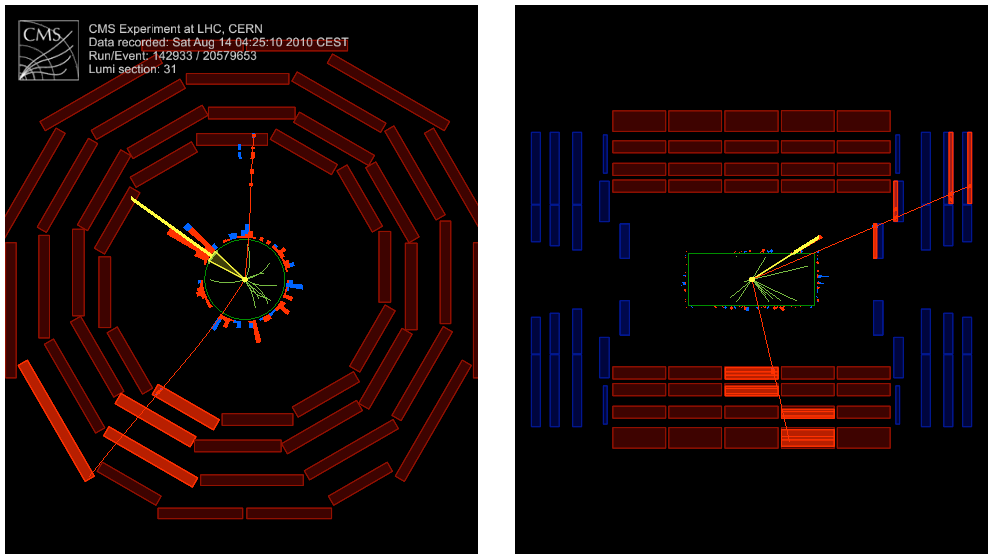 CMS
CMS Experiment at LHC, CERN
Data recorded: Sat Aug 14 04:25:10 2010 CEST
Run/Event: 142933 / 20579653
Lumi section: 31